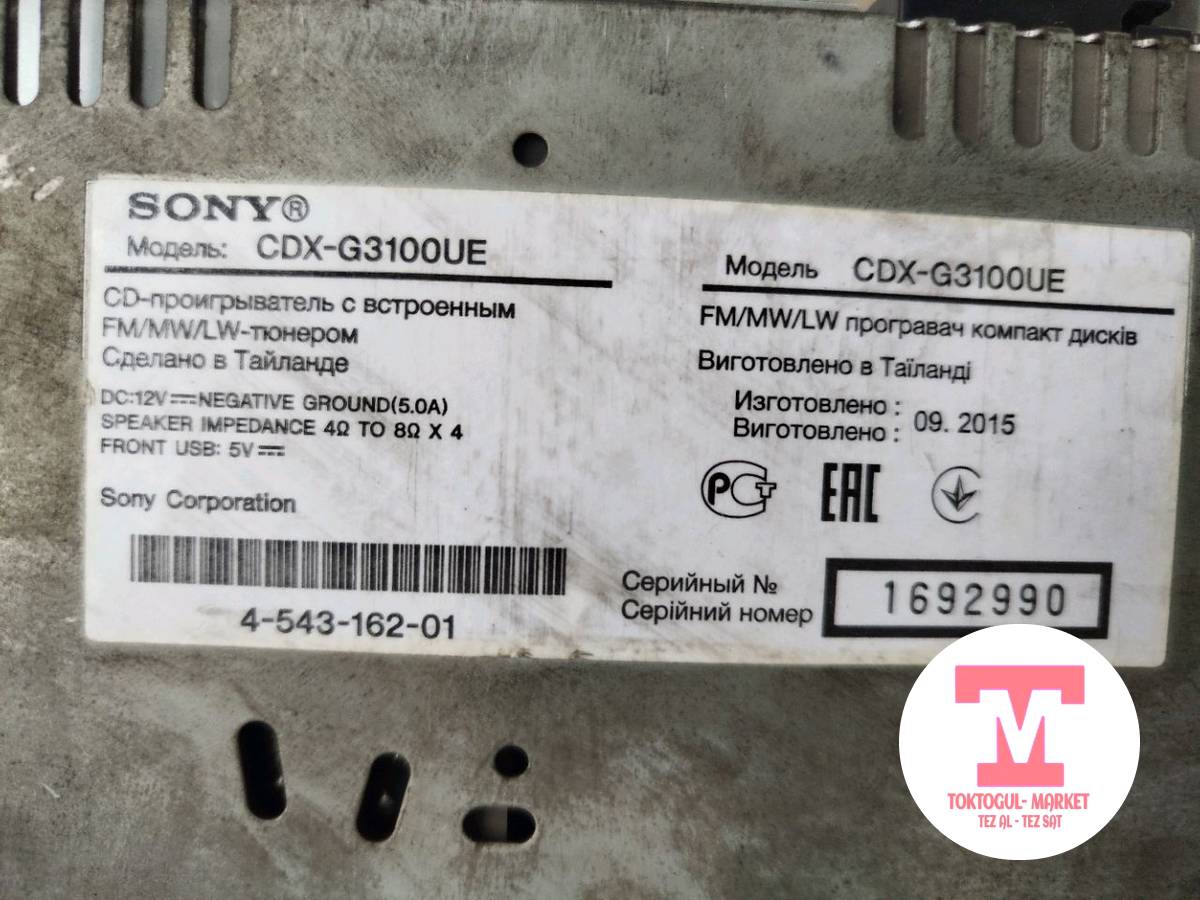 SONY®
Модель: CDX-G3100UE
CD-проигрыватель с встроенным
FM/MW/LW-тюнером
Сделано в Тайланде
DC:12V⎓NEGATIVE GROUND(5.0A)
SPEAKER IMPEDANCE 4Ω TO 8Ω X 4
FRONT USB: 5V⎓
Sony Corporation
4-543-162-01
Модель CDX-G3100UE
FM/MW/LW програвач компакт дисків
Виготовлено в Таїланді
Изготовлено :
Виготовлено : 09. 2015
РСТ EAC
Серийный №
Серійний номер 1692990
TM
TOKTOGUL- MARKET
TEZ AL - TEZ SAT